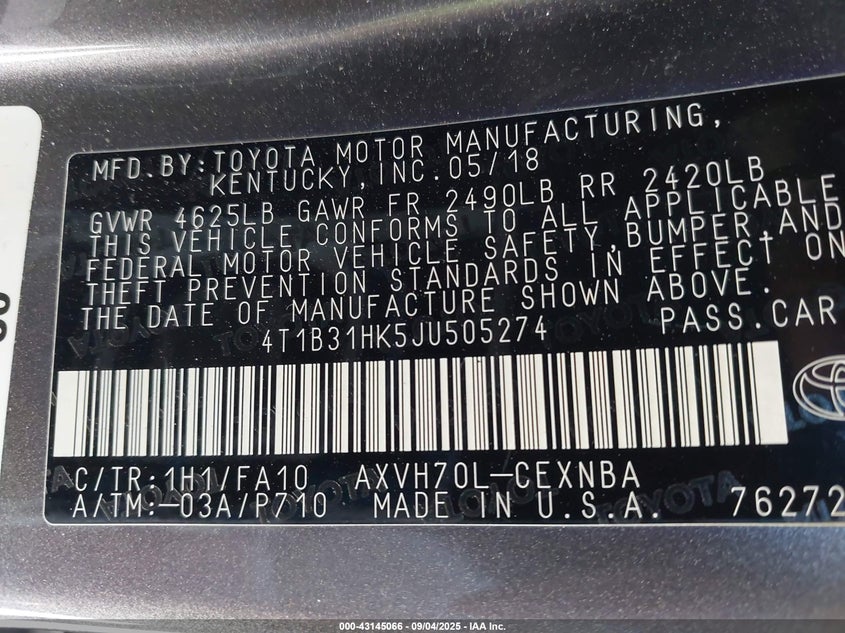 MFD.BY:TOYOTA MOTOR MANUFACTURING,
KENTUCKY,INC.05/18
GVWR 4625LB GAWR FR 2490LB RR 2420LB
THIS VEHICLE CONFORMS TO ALL APPLICABLE
FEDERAL MOTOR VEHICLE SAFETY,BUMPER,AND
THEFT PREVENTION STANDARDS IN EFFECT ON
THE DATE OF MANUFACTURE SHOWN ABOVE.
4T1B31HK5JU505274 PASS.CAR
C/TR:1H1/FA10 AXVH70L-CEXNBA
A/TM:-03A/P710 MADE IN U.S.A. 76272
000-43145066 - 09/04/2025 - IAA Inc.